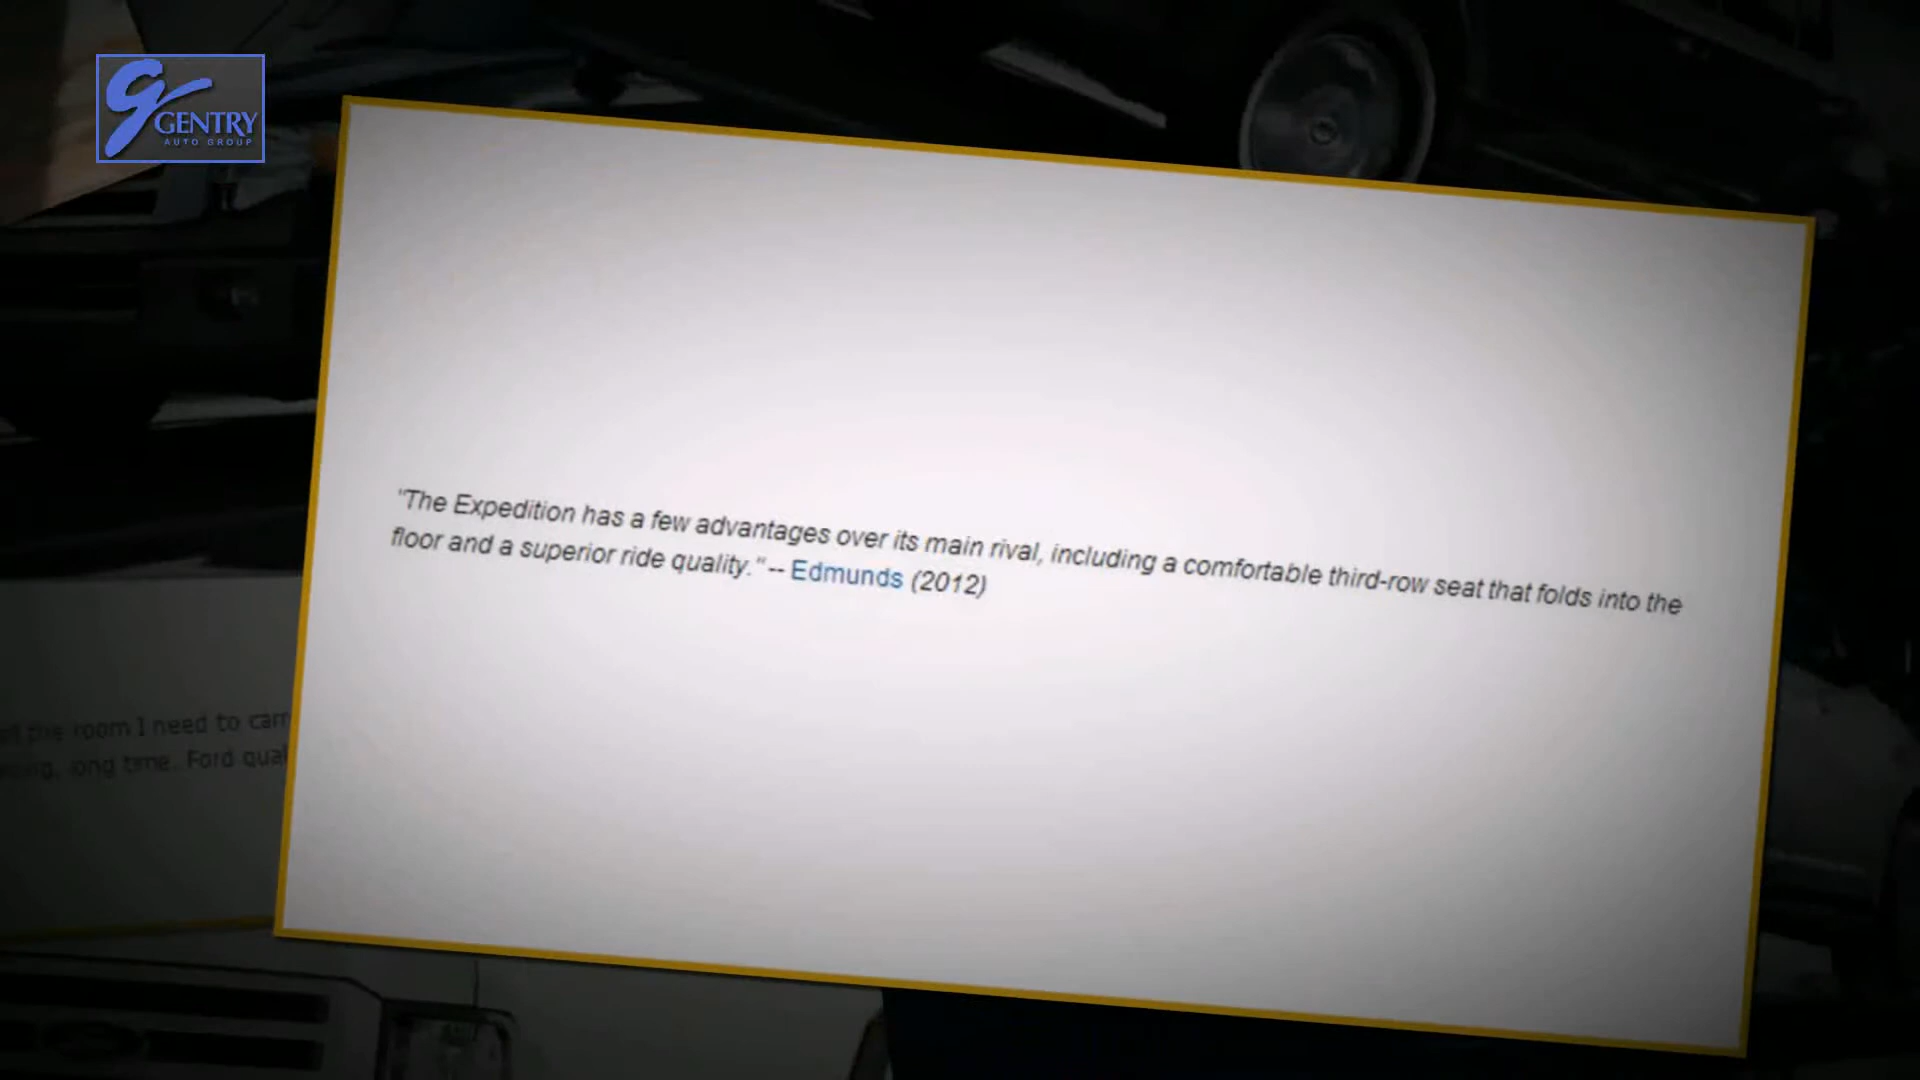 GENTRY
AUTO GROUP
"The Expedition has a few advantages over its main rival, including a comfortable third-row seat that folds into the
floor and a superior ride quality." -- Edmunds (2012)
the room I need to
long time. Ford